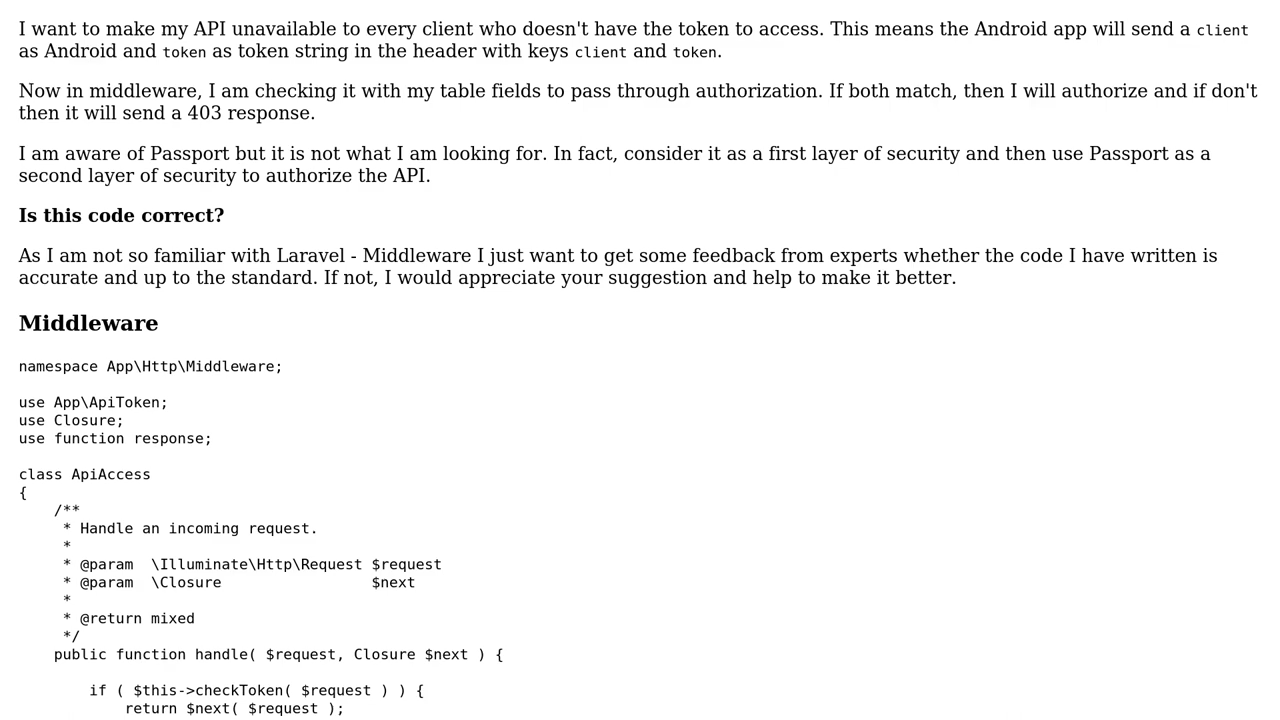 I want to make my API unavailable to every client who doesn't have the token to access. This means the Android app will send a client
as Android and token as token string in the header with keys client and token.
Now in middleware, I am checking it with my table fields to pass through authorization. If both match, then I will authorize and if don't
then it will send a 403 response.
I am aware of Passport but it is not what I am looking for. In fact, consider it as a first layer of security and then use Passport as a
second layer of security to authorize the API.
Is this code correct?
As I am not so familiar with Laravel - Middleware I just want to get some feedback from experts whether the code I have written is
accurate and up to the standard. If not, I would appreciate your suggestion and help to make it better.
Middleware
namespace App\Http\Middleware;
use App\ApiToken;
use Closure;
use function response;
class ApiAccess
{
    /**
     * Handle an incoming request.
     *
     * @param  \Illuminate\Http\Request $request
     * @param  \Closure                 $next
     *
     * @return mixed
     */
    public function handle( $request, Closure $next ) {
        if ( $this->checkToken( $request ) ) {
            return $next( $request );